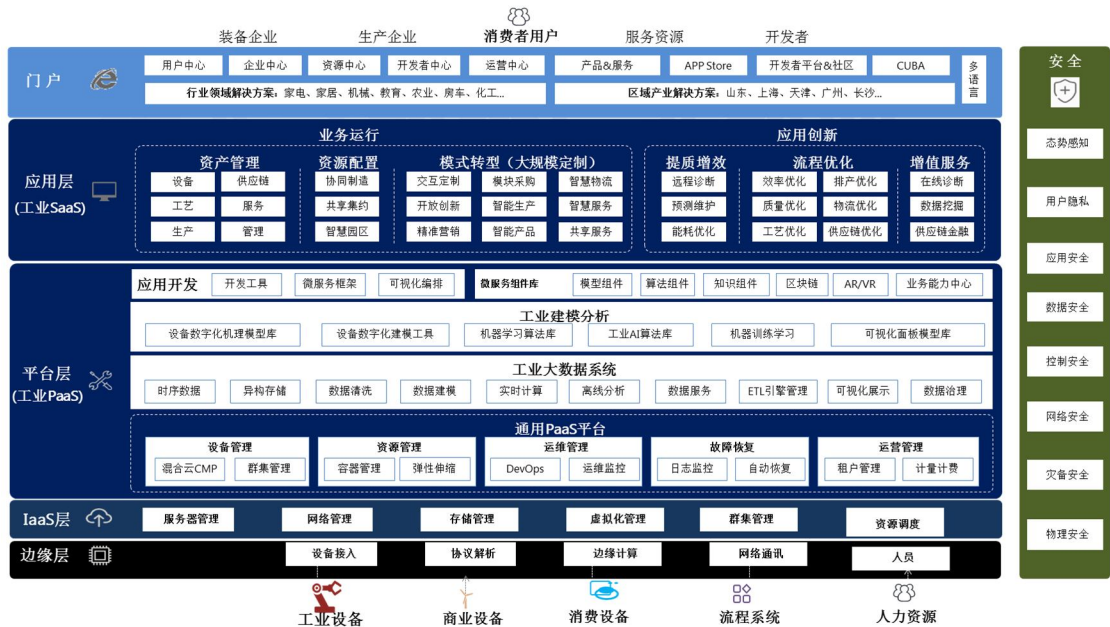 装备企业 生产企业 消费者用户 服务资源 开发者
门户
用户中心 企业中心 资源中心 开发者中心 运营中心 产品&服务 APP Store 开发者平台&社区 CUBA
多语言
行业领域解决方案：家电、家居、机械、教育、农业、房车、化工... 区域产业解决方案：山东、上海、天津、广州、长沙...
安全
态势感知
用户隐私
应用安全
数据安全
控制安全
网络安全
灾备安全
物理安全
应用层
(工业SaaS)
业务运行 应用创新
资产管理 资源配置 模式转型（大规模定制） 提质增效 流程优化 增值服务
设备 供应链 协同制造 交互定制 模块采购 智慧物流 远程诊断 效率优化 排产优化 在线诊断
工艺 服务 共享集约 开放创新 智能生产 智慧服务 预测维护 质量优化 物流优化 数据挖掘
生产 管理 智慧园区 精准营销 智能产品 共享服务 能耗优化 工艺优化 供应链优化 供应链金融
平台层
(工业PaaS)
应用开发 开发工具 微服务框架 可视化编排 微服务组件库 模型组件 算法组件 知识组件 区块链 AR/VR 业务能力中心
工业建模分析
设备数字化机理模型库 设备数字化建模工具 机器学习算法库 工业AI算法库 机器训练学习 可视化面板模型库
工业大数据系统
时序数据 异构存储 数据清洗 数据建模 实时计算 离线分析 数据服务 ETL引擎管理 可视化展示 数据治理
通用PaaS平台
设备管理 资源管理 运维管理 故障恢复 运营管理
混合云CMP 群集管理 容器管理 弹性伸缩 DevOps 运维监控 日志监控 自动恢复 租户管理 计量计费
IaaS层 服务器管理 网络管理 存储管理 虚拟化管理 群集管理 资源调度
边缘层 设备接入 协议解析 边缘计算 网络通讯 人员
工业设备 商业设备 消费设备 流程系统 人力资源